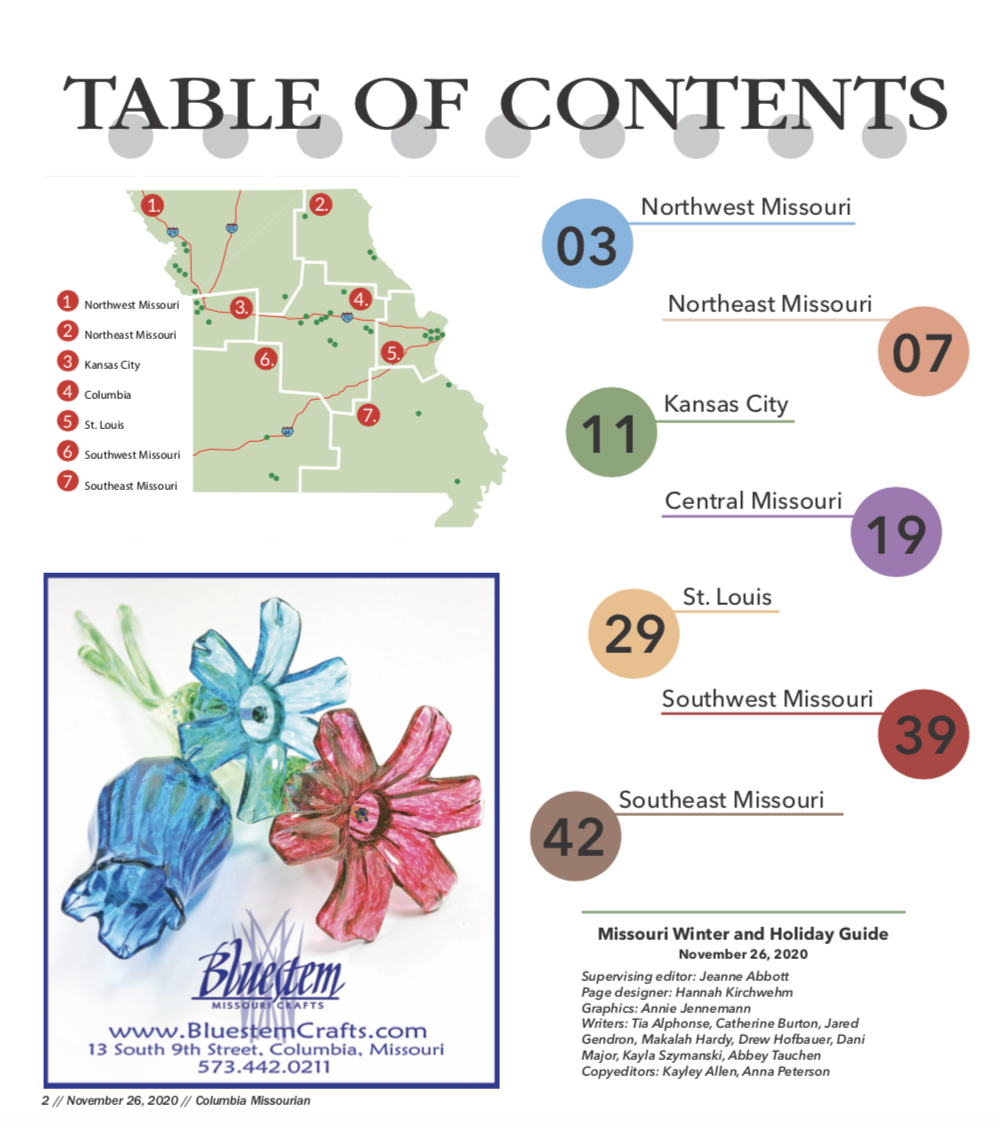 TABLE OF CONTENTS
1.
2.
29
35
3.
4.
70
5.
6.
7.
44
1 Northwest Missouri
2 Northeast Missouri
3 Kansas City
4 Columbia
5 St. Louis
6 Southwest Missouri
7 Southeast Missouri
03 Northwest Missouri
Northeast Missouri 07
11 Kansas City
Central Missouri 19
29 St. Louis
Southwest Missouri 39
42 Southeast Missouri
Bluestem
MISSOURI CRAFTS
www.BluestemCrafts.com
13 South 9th Street, Columbia, Missouri
573.442.0211
Missouri Winter and Holiday Guide
November 26, 2020
Supervising editor: Jeanne Abbott
Page designer: Hannah Kirchwehm
Graphics: Annie Jennemann
Writers: Tia Alphonse, Catherine Burton, Jared
Gendron, Makalah Hardy, Drew Hofbauer, Dani
Major, Kayla Szymanski, Abbey Tauchen
Copyeditors: Kayley Allen, Anna Peterson
2 // November 26, 2020 // Columbia Missourian